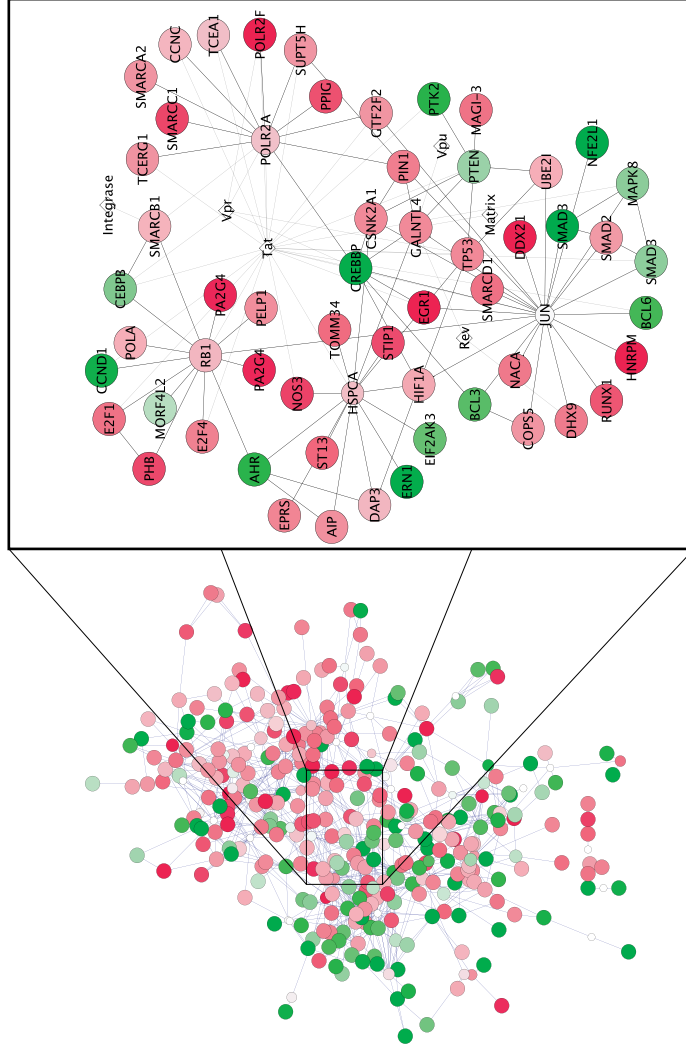 POLR2F
TCEA1
CCNC
SUPT5H
SMARCA2
PPIG
SMARCC1
GTF2F2
PTK2
MAGI-3
POLR2A
TCERG1
NFE2L1
Vpu
PIN1
PTEN
UBE2I
MAPK8
Integrase
Vpr
SMARCB1
CSNK2A1
GALNTL4
Matrix
DDX21
SMAD3
SMAD2
Tat
TP53
SMAD3
CREBBP
CEBPB
SMARCD1
PA2G4
PELP1
EGR1
BCL6
JUN
TOMM34
Rev
POLA
STIP1
RB1
HNRPM
CCND1
PA2G4
NACA
HIF1A
NOS3
HSPCA
RUNX1
BCL3
MORF4L2
E2F1
DHX9
COPS5
E2F4
EIF2AK3
ST13
PHB
AHR
ERN1
DAP3
EPRS
AIP